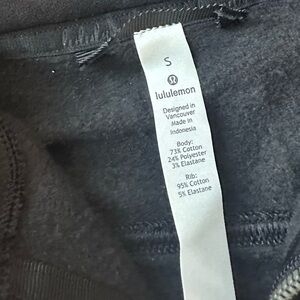 S
lululemon
Designed in
Vancouver
Made in
Indonesia
Body:
73% Cotton
24% Polyester
3% Elastane
Rib:
95% Cotton
5% Elastane